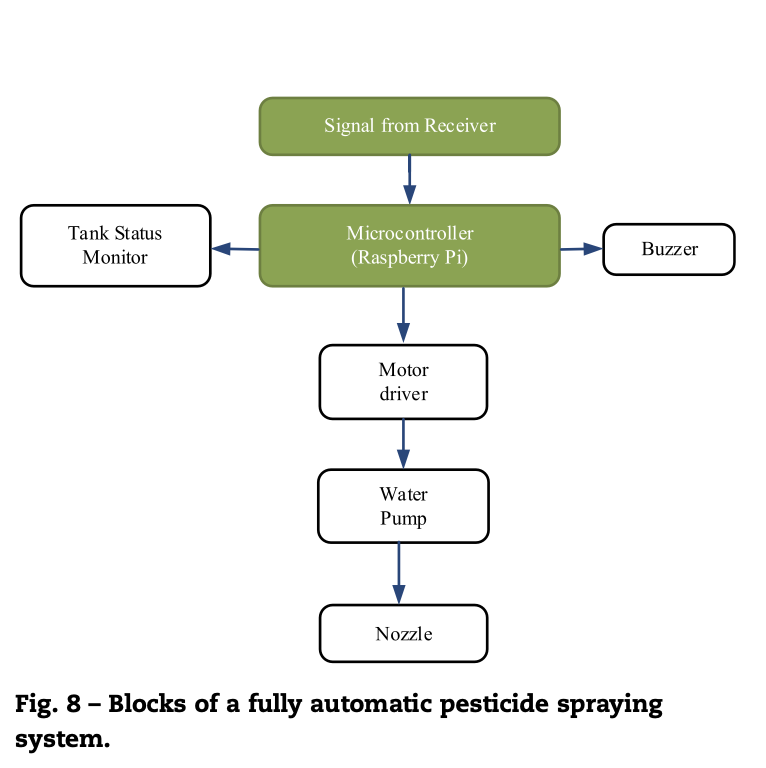 Signal from Receiver
Tank Status
Monitor
Microcontroller
(Raspberry Pi)
Buzzer
Motor
driver
Water
Pump
Nozzle
Fig. 8 – Blocks of a fully automatic pesticide spraying
system.